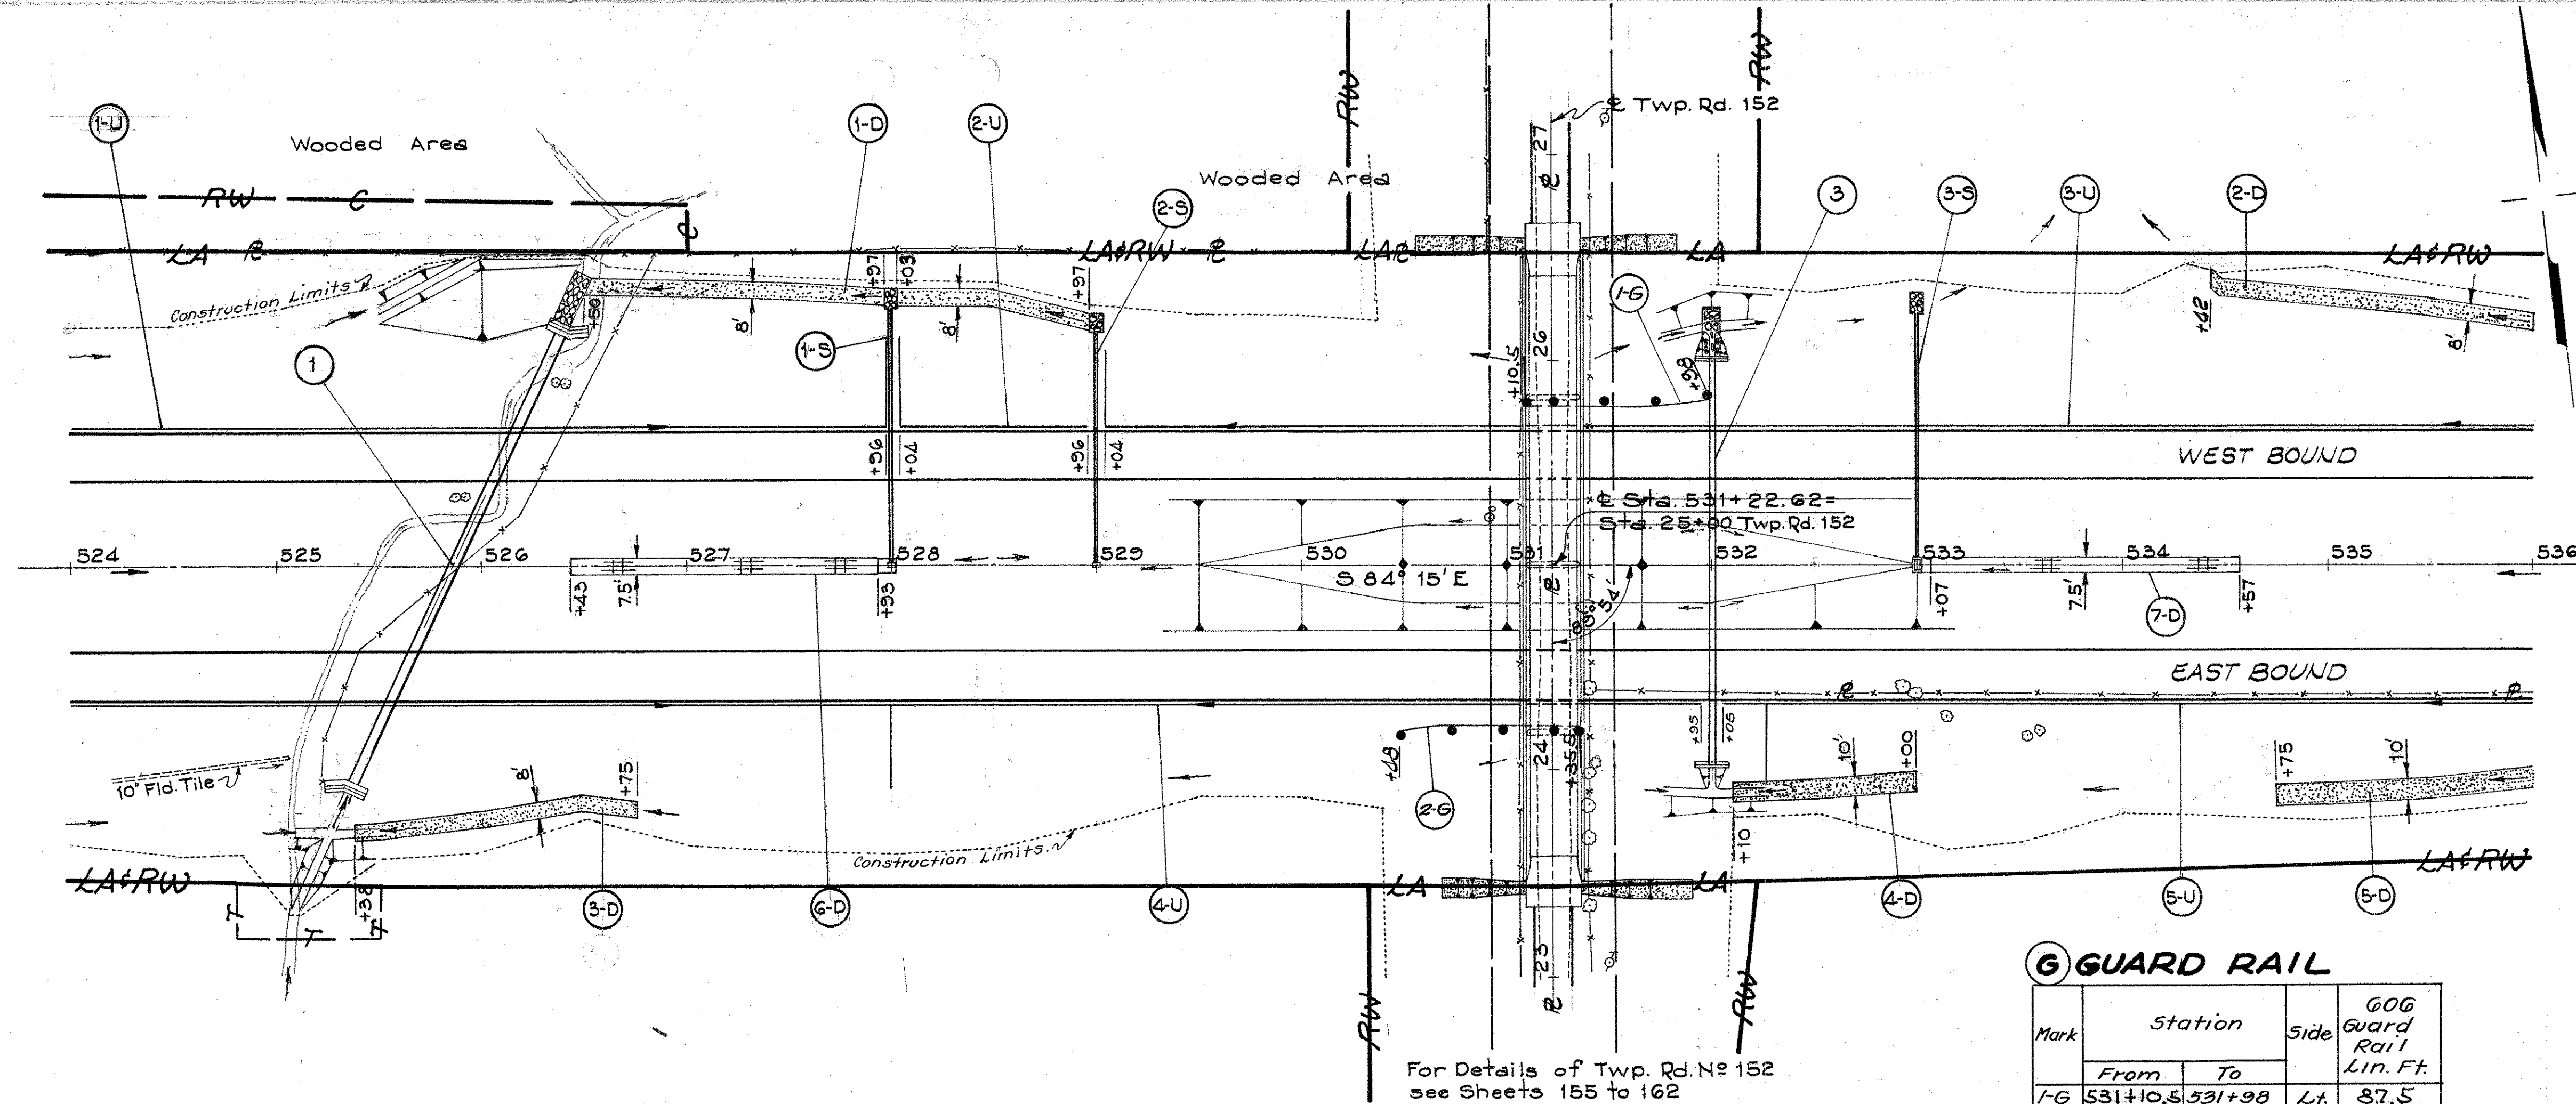 1-U
Wooded Area
1-D
2-U
RW
RW
℄ Twp. Rd. 152
27
Wooded Area
2-S
3
3-S
3-U
2-D
RW
LA
LA&RW
LA
LA
LA&RW
+97
+03
+97
Construction Limits
+50
8'
8'
1-S
1
1-G
26
+10.5
+98
+42
8'
+96
+04
+96
+04
WEST BOUND
℄ Sta. 531+22.62=
Sta. 25+00 Twp. Rd. 152
524
525
526
527
528
529
530
531
532
533
534
535
536
S 84° 15' E
89° 54'
+43
7.5'
+93
+07
7.5'
+57
7-D
EAST BOUND
+95
+05
10" Fld. Tile
8'
+75
+48
24
+35.5
10'
+00
+75
10'
2-G
+10
Construction Limits
LA&RW
LA
LA
LA&RW
+38
T
T
T
3-D
6-D
4-U
4-D
5-U
5-D
23
RW
RW
For Details of Twp. Rd. Nº 152
see Sheets 155 to 162
G GUARD RAIL
Mark
Station
Side
606
Guard
Rail
Lin. Ft.
From To
1-G 531+10.5 531+98 Lt. 87.5